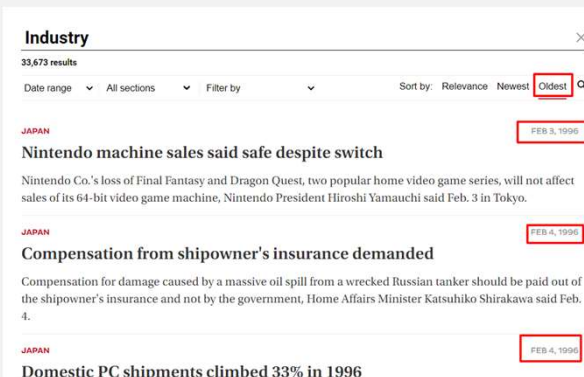 Industry
33,673 results
Date range All sections Filter by Sort by: Relevance Newest Oldest
JAPAN FEB 3, 1996
Nintendo machine sales said safe despite switch
Nintendo Co.'s loss of Final Fantasy and Dragon Quest, two popular home video game series, will not affect
sales of its 64-bit video game machine, Nintendo President Hiroshi Yamauchi said Feb. 3 in Tokyo.
JAPAN FEB 4, 1996
Compensation from shipowner's insurance demanded
Compensation for damage caused by a massive oil spill from a wrecked Russian tanker should be paid out of
the shipowner's insurance and not by the government, Home Affairs Minister Katsuhiko Shirakawa said Feb.
4.
JAPAN FEB 4, 1996
Domestic PC shipments climbed 33% in 1996